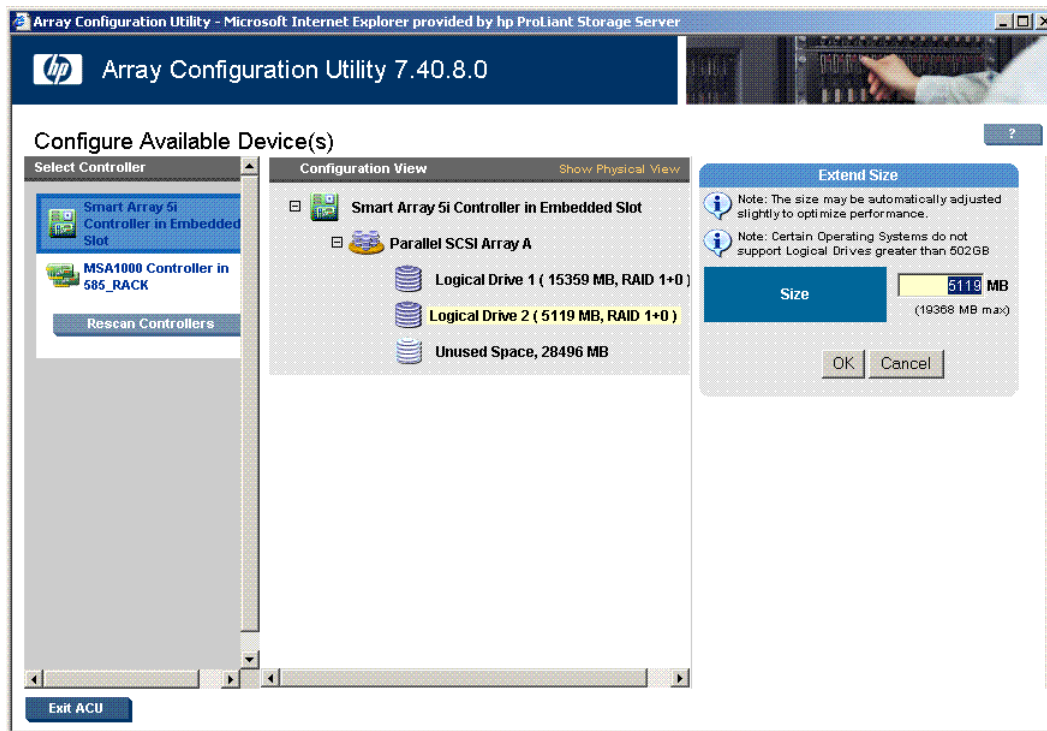 Array Configuration Utility - Microsoft Internet Explorer provided by hp ProLiant Storage Server
hp
Array Configuration Utility 7.40.8.0
Configure Available Device(s)
?
Select Controller
Smart Array 5i
Controller in Embedded
Slot
MSA1000 Controller in
585_RACK
Rescan Controllers
Configuration View
Show Physical View
Smart Array 5i Controller in Embedded Slot
Parallel SCSI Array A
Logical Drive 1 ( 15359 MB, RAID 1+0 )
Logical Drive 2 ( 5119 MB, RAID 1+0 )
Unused Space, 28496 MB
Extend Size
Note: The size may be automatically adjusted
slightly to optimize performance.
Note: Certain Operating Systems do not
support Logical Drives greater than 502GB
Size
5119 MB
(19368 MB max)
OK Cancel
Exit ACU